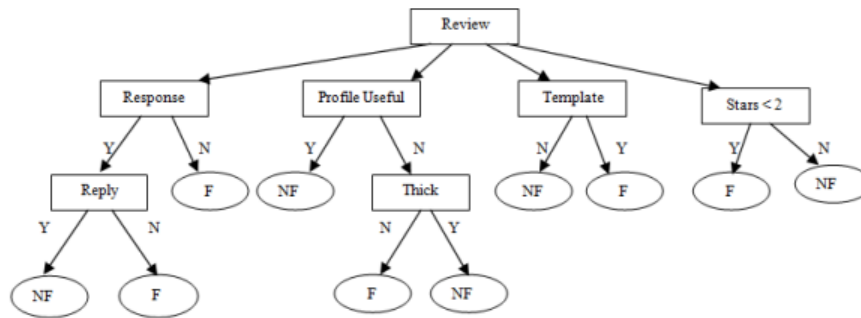 Review
Response
Profile Useful
Template
Stars < 2
Y
N
Y
N
N
Y
Y
N
Reply
F
NF
Thick
NF
F
F
NF
Y
N
N
Y
NF
F
F
NF